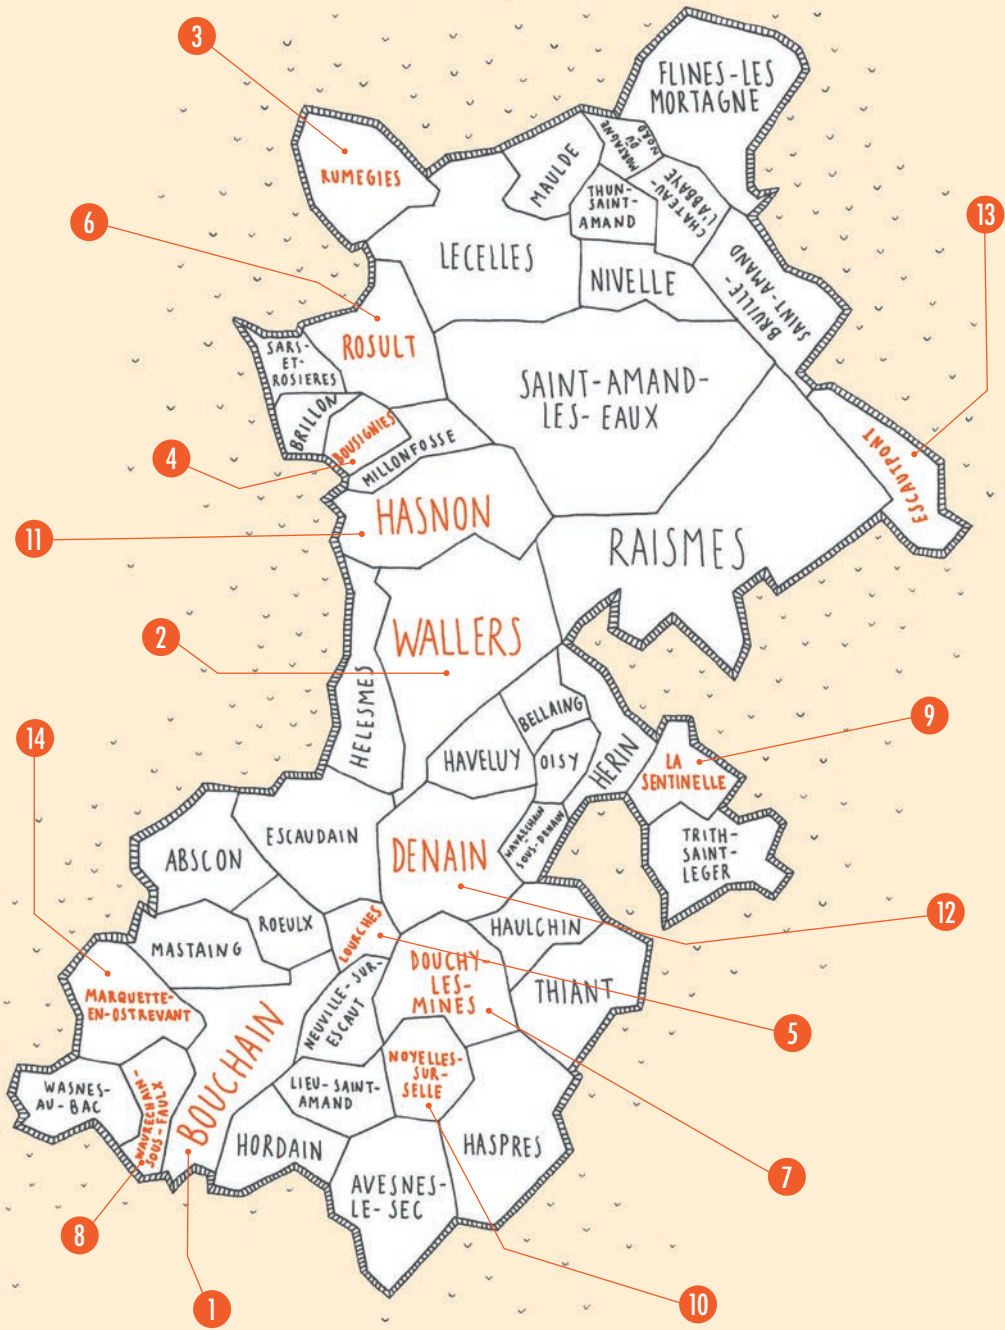 3
FLINES-LES
MORTAGNE
MORTAGNE
DU
NORD
MAULDE
RUMEGIES
CHATEAU-
L'ABBAYE
THUN-
SAINT-
AMAND
6
13
LECELLES
NIVELLE
BRUILLE-
SAINT-AMAND
ROSULT
SARS-
ET-
ROSIERES
SAINT-AMAND-
LES-EAUX
BRILLON
BOUSIGNIES
MILLONFOSSE
4
ESCAUTPONT
HASNON
11
RAISMES
WALLERS
2
HELESMES
BELLAING
9
14
HAVELUY
OISY
HERIN
LA
SENTINELLE
ESCAUDAIN
WAVRECHAIN
SOUS-DENAIN
TRITH-
SAINT-
LEGER
ABSCON
DENAIN
12
ROEULX
LOURCHES
HAULCHIN
MASTAING
DOUCHY-
LES-
MINES
THIANT
MARQUETTE-
EN-OSTREVANT
NEUVILLE-SUR-
ESCAUT
5
BOUCHAIN
NOYELLES-
SUR-
SELLE
WASNES-
AU-BAC
WAVRECHAIN-
SOUS-FAULX
LIEU-SAINT-
AMAND
HORDAIN
HASPRES
7
AVESNES-
LE-SEC
8
1
10